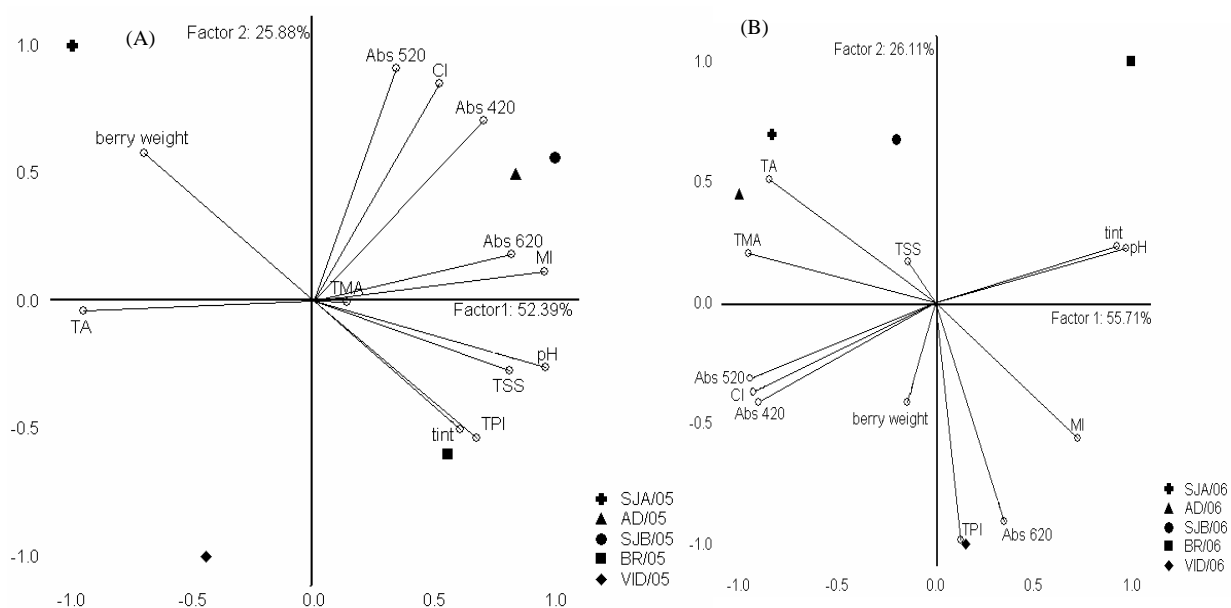 (A)
Factor 2: 25.88%
1.0
Abs 520
CI
Abs 420
berry weight
0.5
Abs 620
MI
TMA
0.0
Factor1: 52.39%
TA
pH
TSS
-0.5
tint
TPI
SJA/05
AD/05
SJB/05
BR/05
VID/05
-1.0
-1.0
-0.5
0.0
0.5
1.0
(B)
Factor 2: 26.11%
1.0
TA
0.5
TMA
TSS
tint
pH
0.0
Factor 1: 55.71%
Abs 520
CI
Abs 420
berry weight
-0.5
MI
TPI
Abs 620
-1.0
SJA/06
AD/06
SJB/06
BR/06
VID/06
-1.0
-0.5
0.0
0.5
1.0